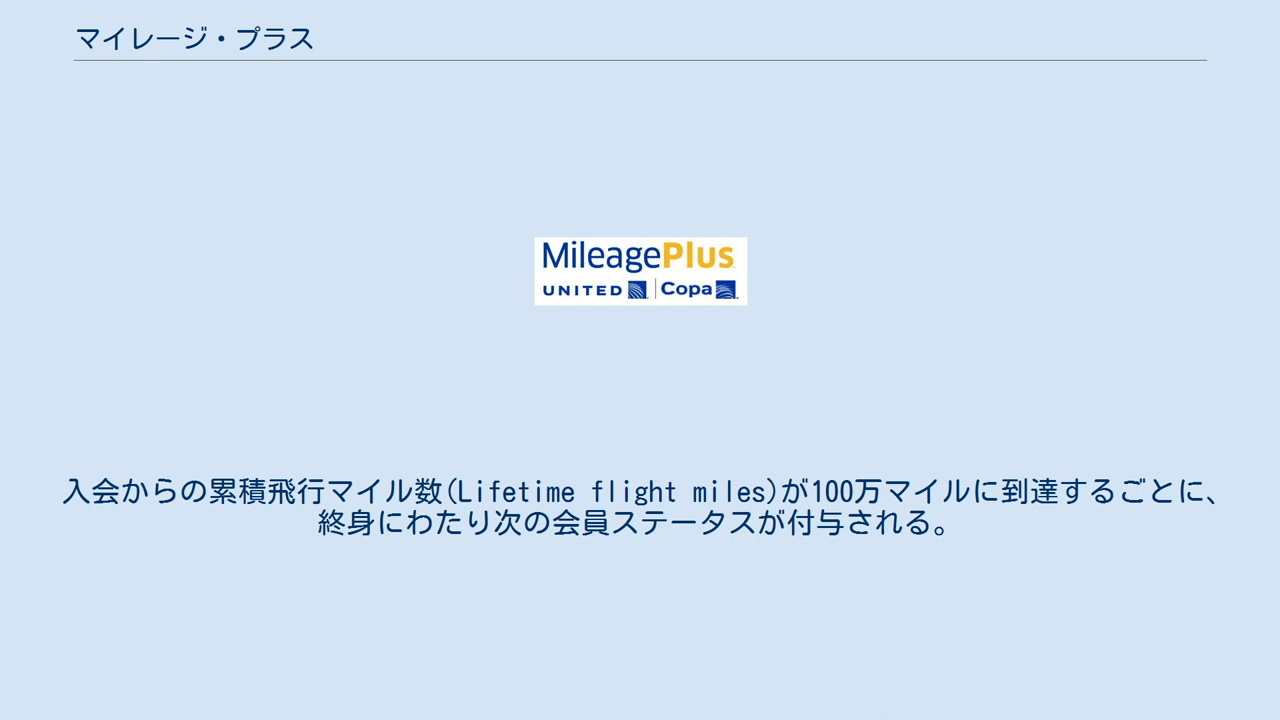 マイレージ・プラス
MileagePlus
UNITED Copa
入会からの累積飛行マイル数(Lifetime flight miles)が100万マイルに到達するごとに、
終身にわたり次の会員ステータスが付与される。